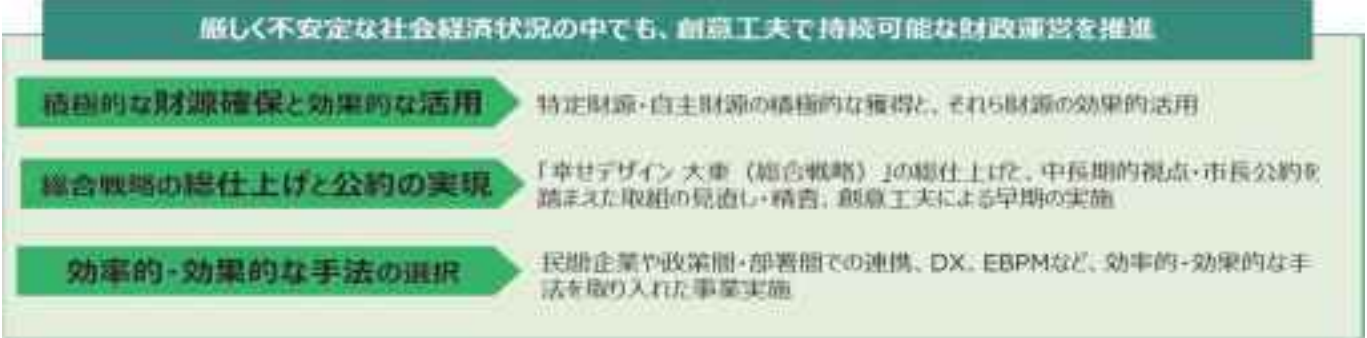 厳しく不安定な社会経済状況の中でも、創意工夫で持続可能な財政運営を推進
積極的な財源確保と効果的な活用
特定財源・自主財源の積極的な獲得と、それら財源の効果的活用
総合戦略の総仕上げと公約の実現
「幸せデザイン 大垂（総合戦略）」の総仕上げと、中長期的視点・市長公約を
踏まえた取組の見直し・精査、創意工夫による早期の実施
効率的・効果的な手法の選択
民間企業や政策間・部署間での連携、DX、EBPMなど、効率的・効果的な手
法を取り入れた事業実施